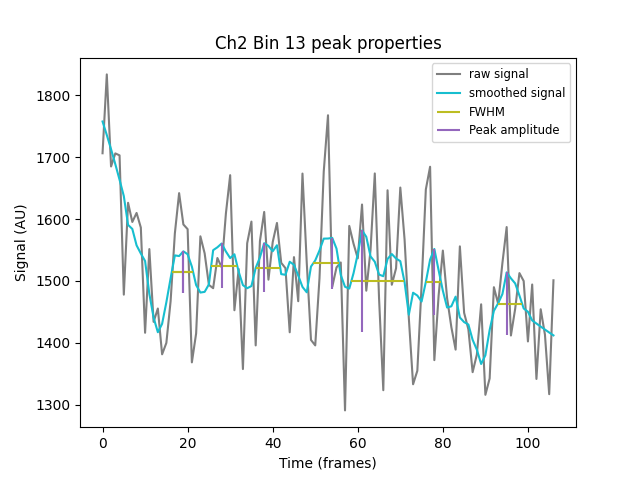 Ch2 Bin 13 peak properties
raw signal
smoothed signal
FWHM
Peak amplitude
Signal (AU)
1800
1700
1600
1500
1400
1300
0 20 40 60 80 100
Time (frames)